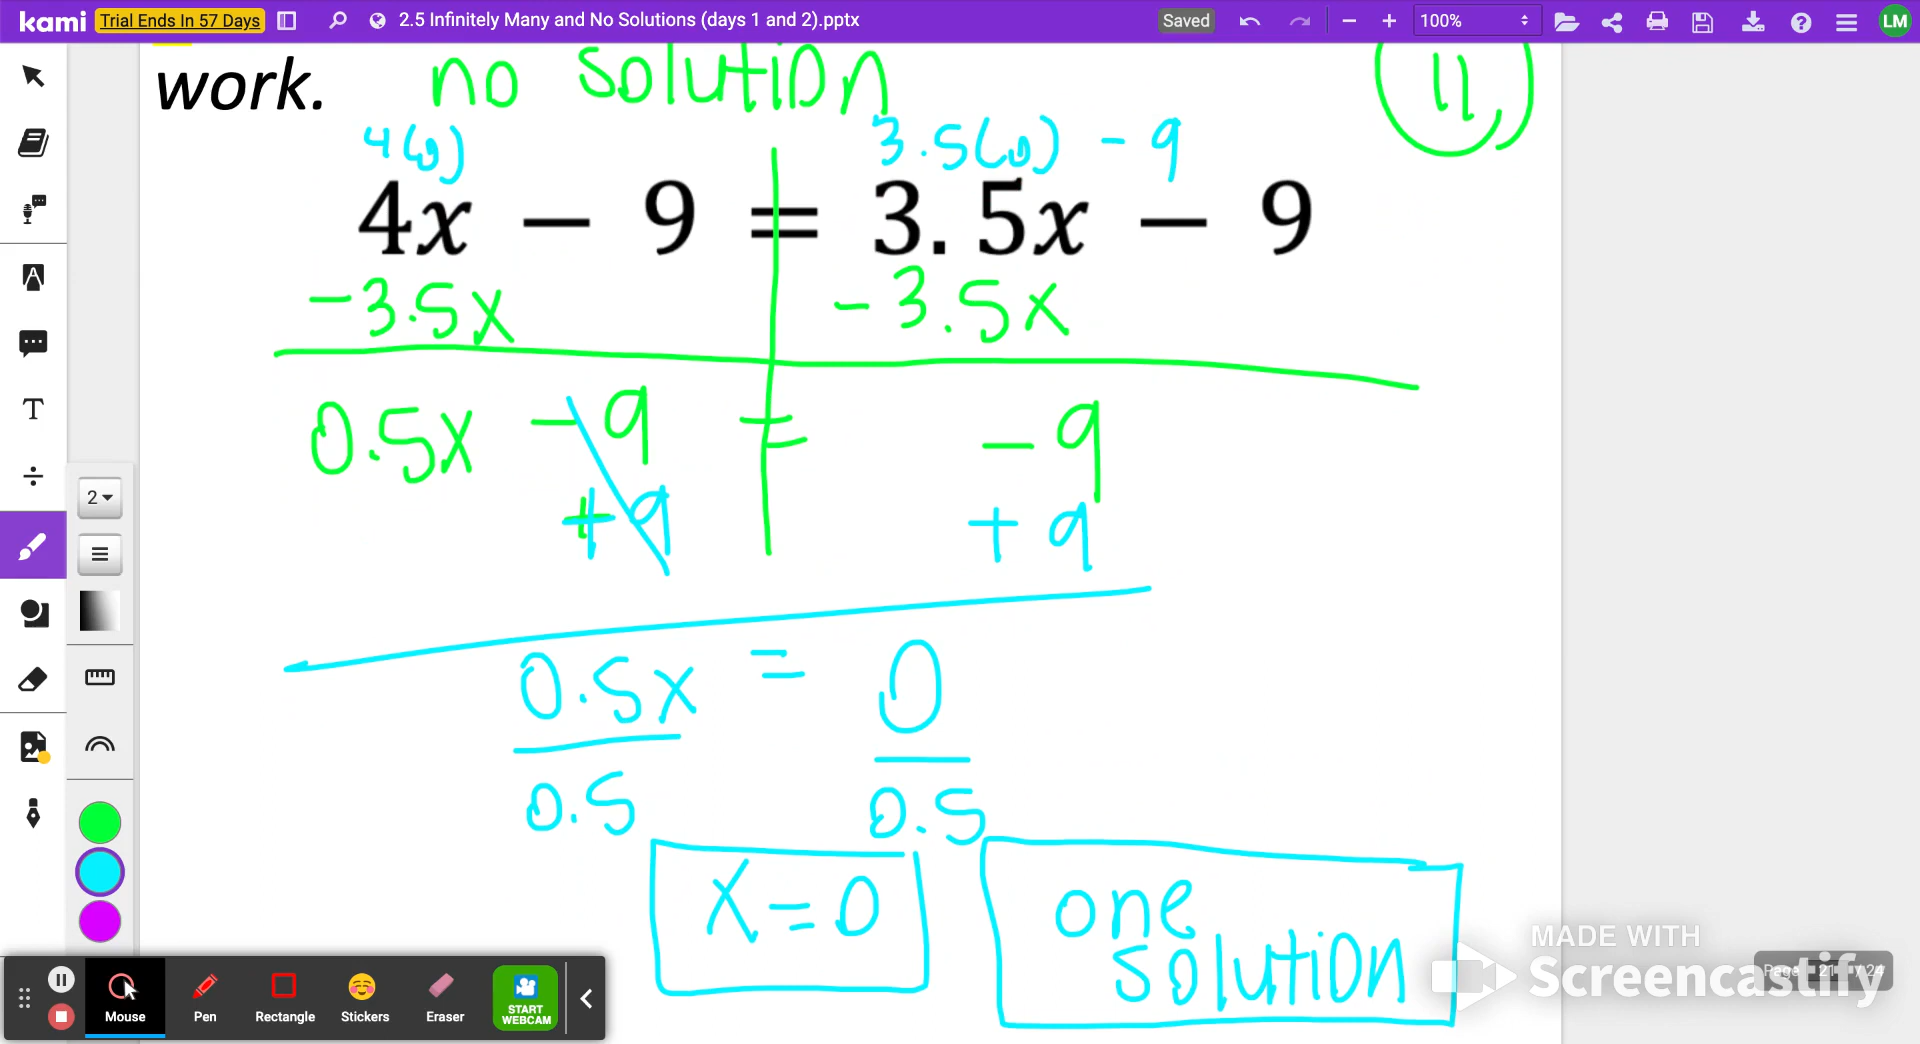 kami Trial Ends In 57 Days 2.5 Infinitely Many and No Solutions (days 1 and 2).pptx Saved 100% LM
work. no solution 11,
4(0) 3.5(0) - 9
4x - 9 = 3.5x - 9
-3.5x -3.5x
0.5x - 9 = - 9
+9 + 9
2
0.5x = 0
0.5 0.5
x = 0
one
solution
MADE WITH
Screencastify
Page 21 / 24
Mouse Pen Rectangle Stickers Eraser START
WEBCAM